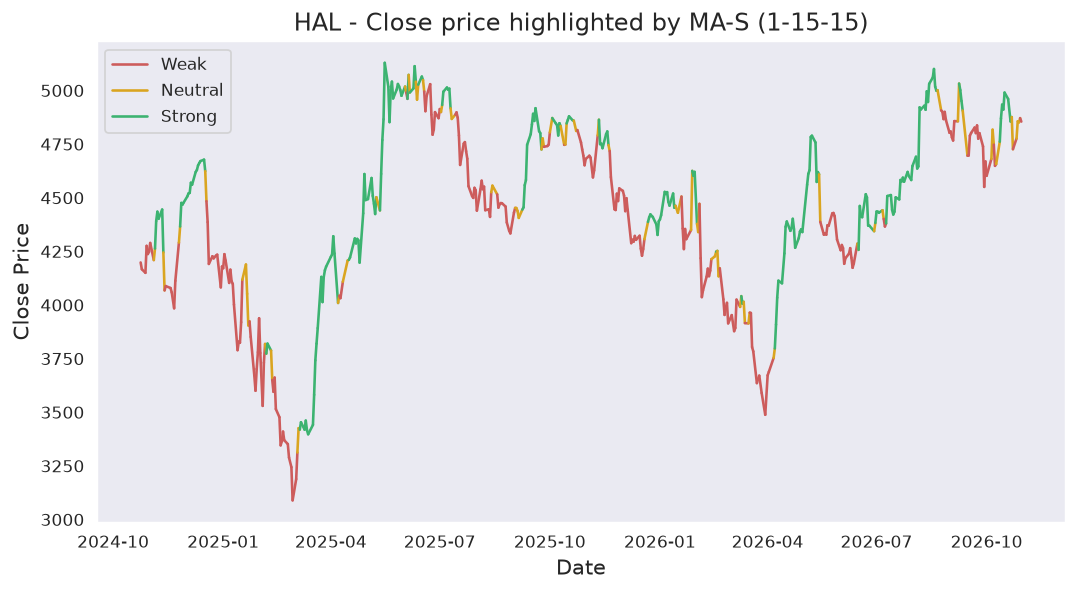 HAL - Close price highlighted by MA-S (1-15-15)
Weak
Neutral
Strong
5000
4750
4500
4250
4000
3750
3500
3250
3000
Close Price
2024-10 2025-01 2025-04 2025-07 2025-10 2026-01 2026-04 2026-07 2026-10
Date